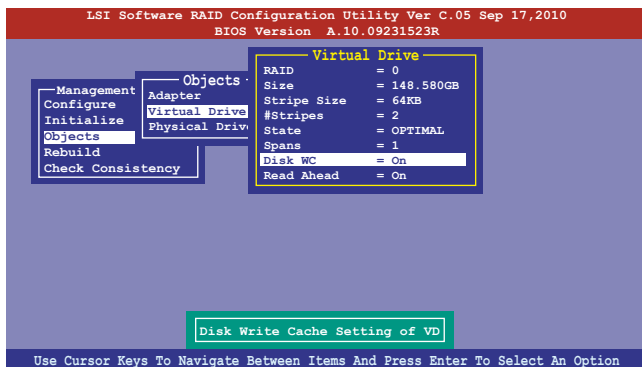 LSI Software RAID Configuration Utility Ver C.05 Sep 17,2010
BIOS Version A.10.09231523R
Management
Configure
Initialize
Objects
Rebuild
Check Consistency
Objects
Adapter
Virtual Drive
Physical Driv
Virtual Drive
RAID = 0
Size = 148.580GB
Stripe Size = 64KB
#Stripes = 2
State = OPTIMAL
Spans = 1
Disk WC = On
Read Ahead = On
Disk Write Cache Setting of VD
Use Cursor Keys To Navigate Between Items And Press Enter To Select An Option